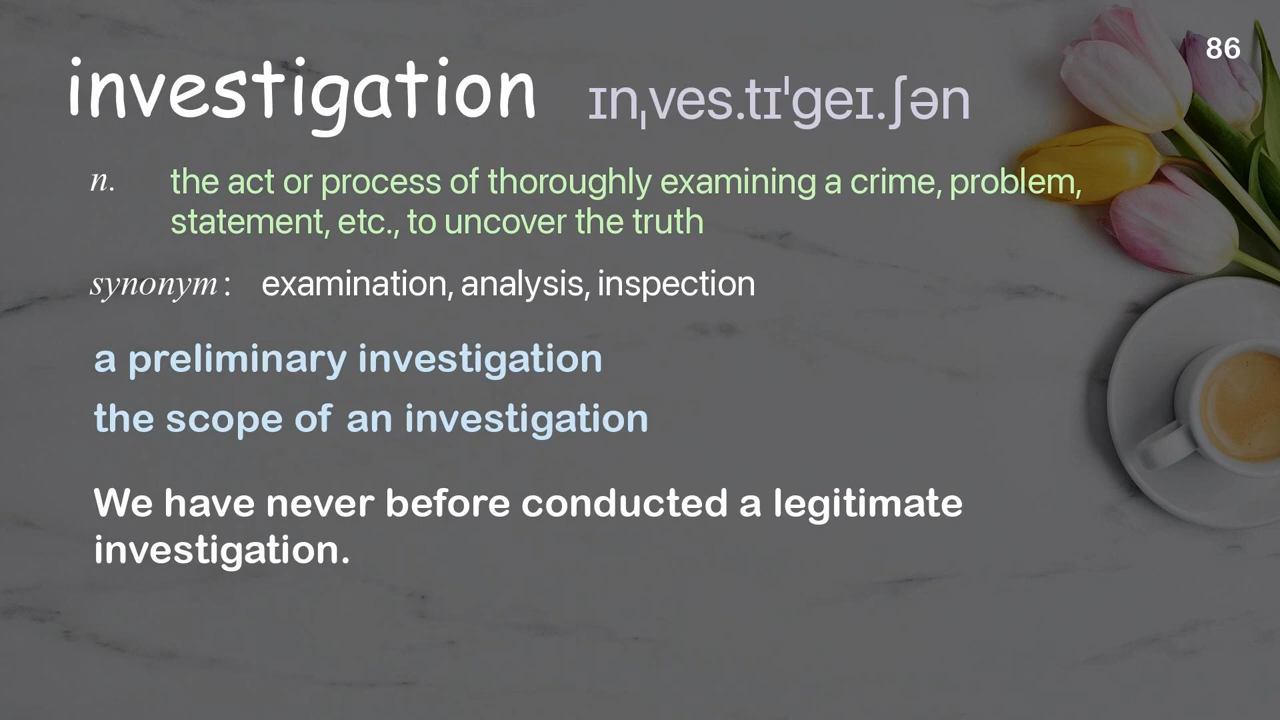 86
investigation ɪnˌves.tɪˈɡeɪ.ʃən
n. the act or process of thoroughly examining a crime, problem,
statement, etc., to uncover the truth
synonym: examination, analysis, inspection
a preliminary investigation
the scope of an investigation
We have never before conducted a legitimate
investigation.